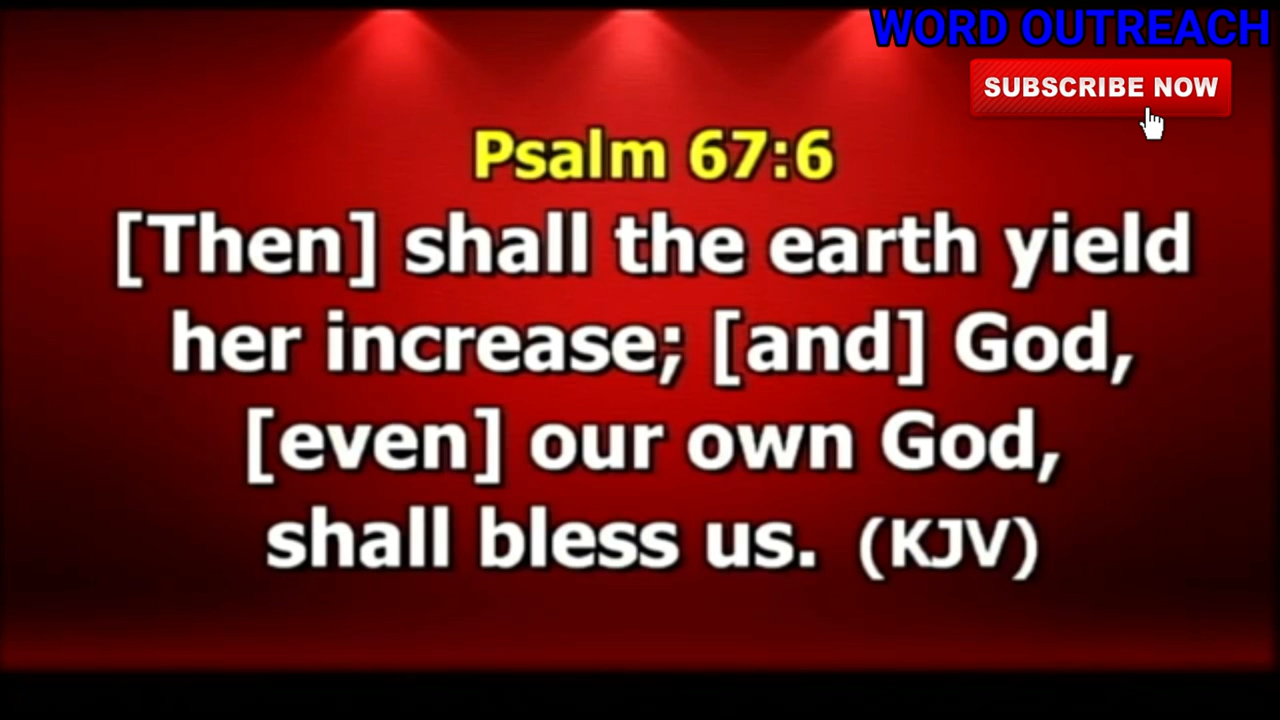 WORD OUTREACH
SUBSCRIBE NOW
Psalm 67:6
[Then] shall the earth yield
her increase; [and] God,
[even] our own God,
shall bless us. (KJV)